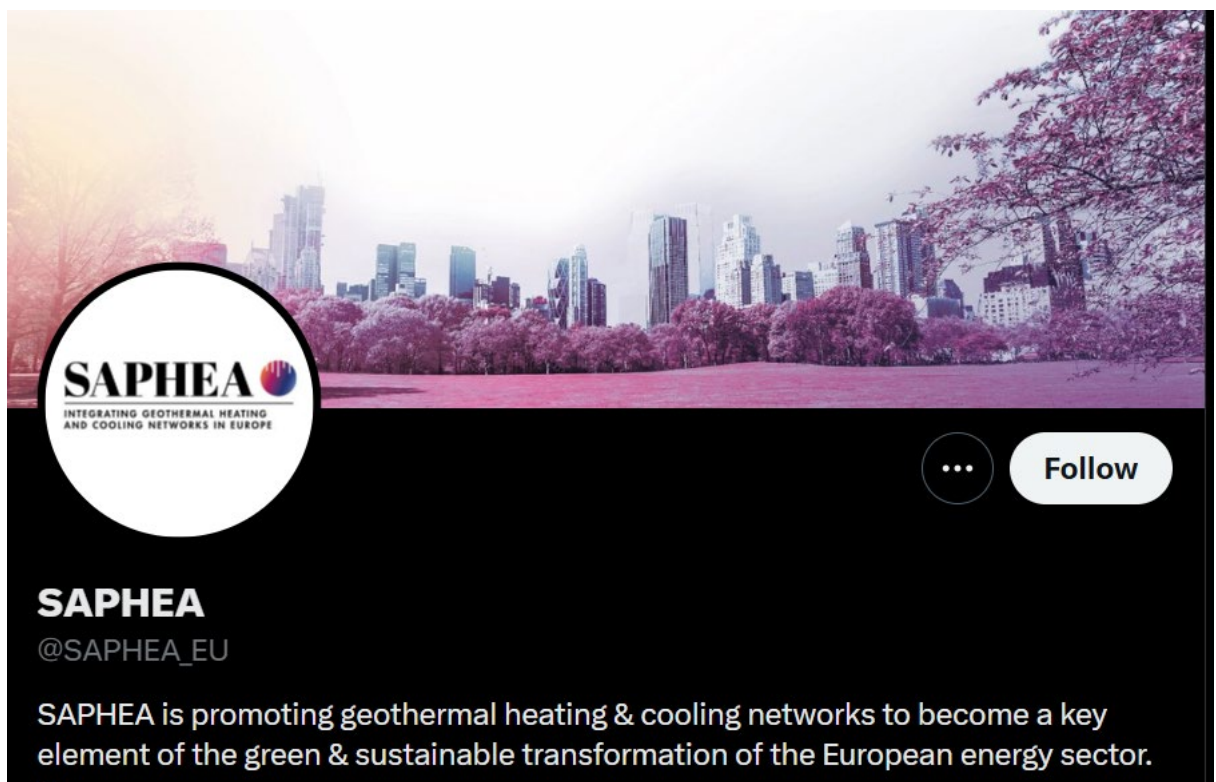 SAPHEA
INTEGRATING GEOTHERMAL HEATING
AND COOLING NETWORKS IN EUROPE
Follow
SAPHEA
@SAPHEA_EU
SAPHEA is promoting geothermal heating & cooling networks to become a key
element of the green & sustainable transformation of the European energy sector.